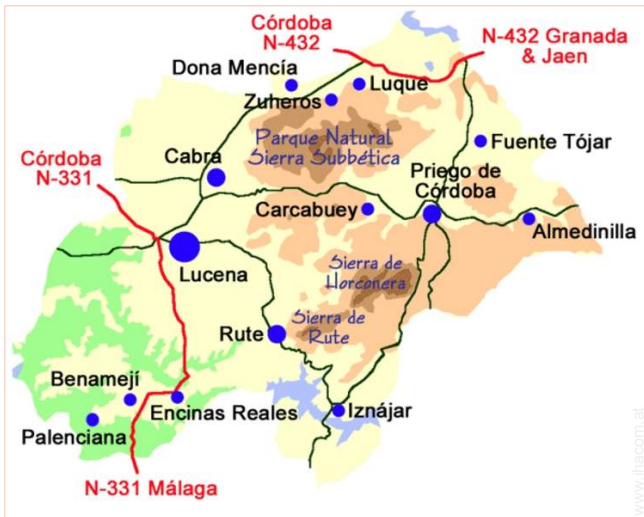 Córdoba
N-432
N-432 Granada
& Jaen
Dona Mencía
Luque
Zuheros
Parque Natural
Sierra Subbética
Fuente Tójar
Córdoba
N-331
Cabra
Priego de
Córdoba
Carcabuey
Almedinilla
Lucena
Sierra de
Horconera
Sierra de
Rute
Rute
Benamejí
Encinas Reales
Iznájar
Palenciana
N-331 Málaga
www.ihacom.at